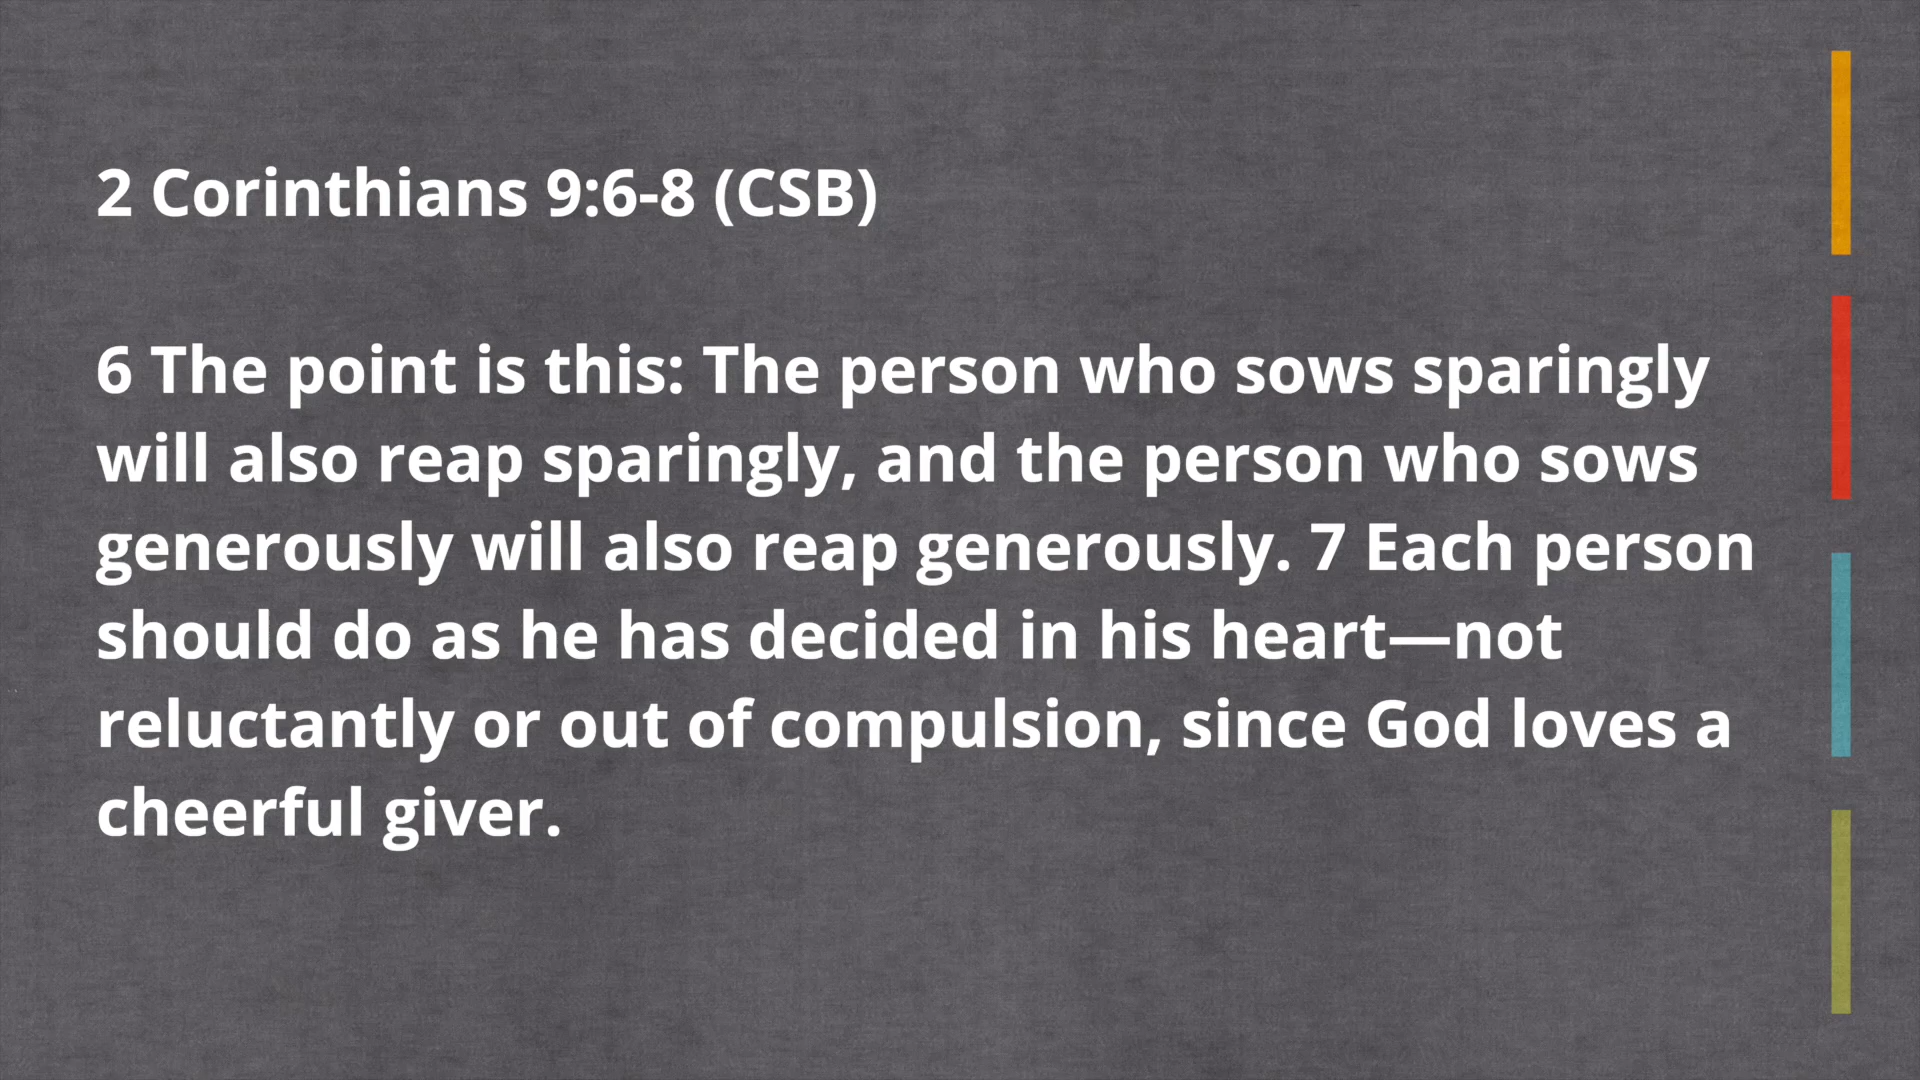 2 Corinthians 9:6-8 (CSB)
6 The point is this: The person who sows sparingly
will also reap sparingly, and the person who sows
generously will also reap generously. 7 Each person
should do as he has decided in his heart—not
reluctantly or out of compulsion, since God loves a
cheerful giver.